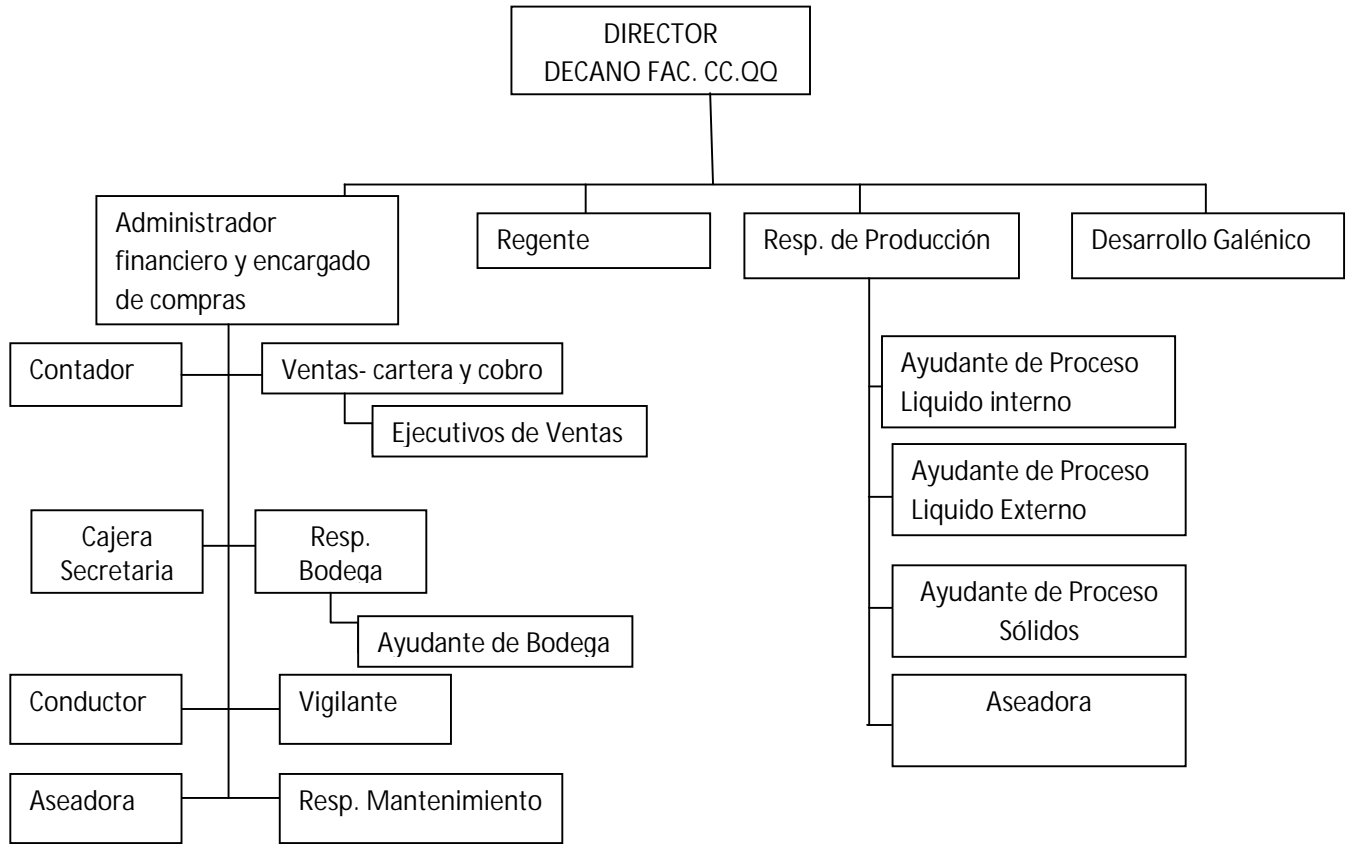 DIRECTOR
DECANO FAC. CC.QQ
Administrador
financiero y encargado
de compras
Regente
Resp. de Producción
Desarrollo Galénico
Contador
Ventas- cartera y cobro
Ejecutivos de Ventas
Cajera
Secretaria
Resp.
Bodega
Ayudante de Bodega
Conductor
Vigilante
Aseadora
Resp. Mantenimiento
Ayudante de Proceso
Liquido interno
Ayudante de Proceso
Liquido Externo
Ayudante de Proceso
Sólidos
Aseadora